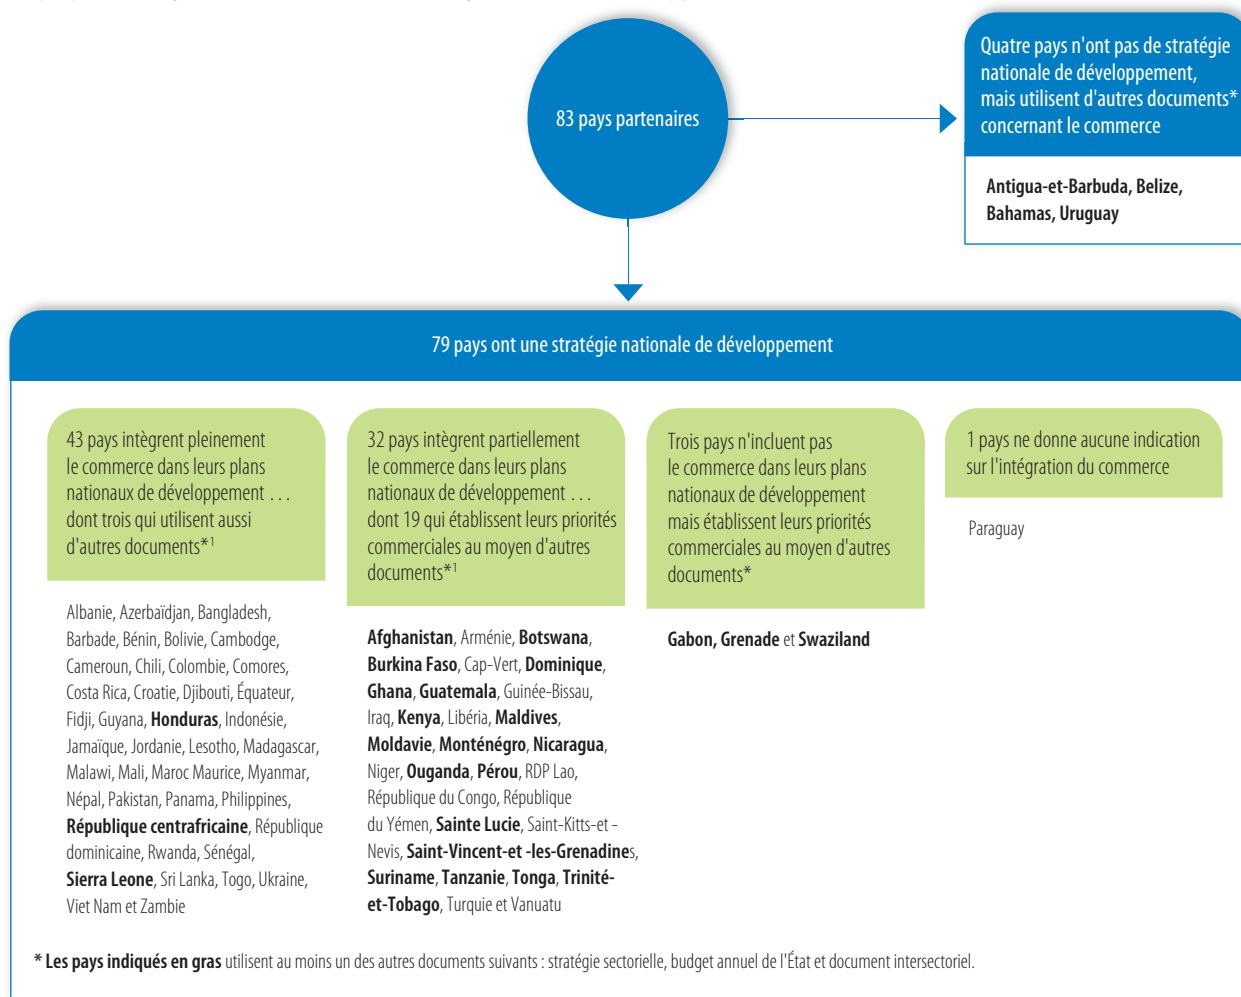 83 pays partenaires
Quatre pays n'ont pas de stratégie
nationale de développement,
mais utilisent d'autres documents*
concernant le commerce
Antigua-et-Barbuda, Belize,
Bahamas, Uruguay
79 pays ont une stratégie nationale de développement
43 pays intègrent pleinement
le commerce dans leurs plans
nationaux de développement ...
dont trois qui utilisent aussi
d'autres documents*¹
Albanie, Azerbaïdjan, Bangladesh,
Barbade, Bénin, Bolivie, Cambodge,
Cameroun, Chili, Colombie, Comores,
Costa Rica, Croatie, Djibouti, Équateur,
Fidji, Guyana, Honduras, Indonésie,
Jamaïque, Jordanie, Lesotho, Madagascar,
Malawi, Mali, Maroc Maurice, Myanmar,
Népal, Pakistan, Panama, Philippines,
République centrafricaine, République
dominicaine, Rwanda, Sénégal,
Sierra Leone, Sri Lanka, Togo, Ukraine,
Viet Nam et Zambie
32 pays intègrent partiellement
le commerce dans leurs plans
nationaux de développement ...
dont 19 qui établissent leurs priorités
commerciales au moyen d'autres
documents*¹
Afghanistan, Arménie, Botswana,
Burkina Faso, Cap-Vert, Dominique,
Ghana, Guatemala, Guinée-Bissau,
Iraq, Kenya, Libéria, Maldives,
Moldavie, Monténégro, Nicaragua,
Niger, Ouganda, Pérou, RDP Lao,
République du Congo, République
du Yémen, Sainte Lucie, Saint-Kitts-et -
Nevis, Saint-Vincent-et -les-Grenadines,
Suriname, Tanzanie, Tonga, Trinité-
et-Tobago, Turquie et Vanuatu
Trois pays n'incluent pas
le commerce dans leurs plans
nationaux de développement
mais établissent leurs priorités
commerciales au moyen d'autres
documents*
Gabon, Grenade et Swaziland
1 pays ne donne aucune indication
sur l'intégration du commerce
Paraguay
* Les pays indiqués en gras utilisent au moins un des autres documents suivants : stratégie sectorielle, budget annuel de l'État et document intersectoriel.